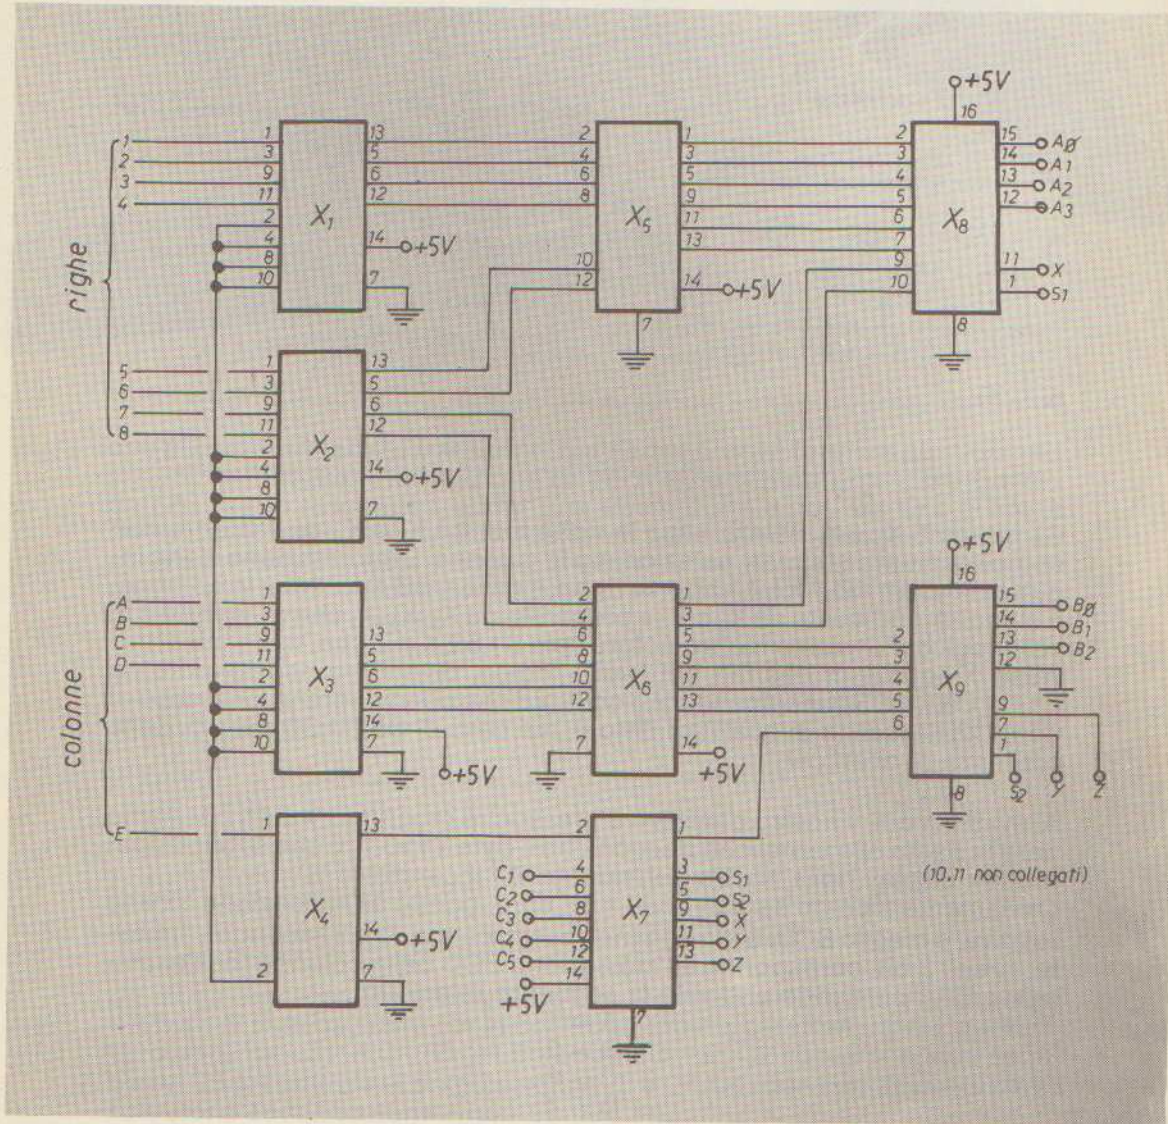 +5V
16
1 1 13 2 1 2 15 AØ
2 3 5 4 3 3 14 A1
3 9 6 6 5 4 13 A2
4 11 12 8 9 5 12 A3
X1 X5 X8
2 11 6
4 14 +5V 13 7
8 10 9 11 X
10 7 12 14 +5V 10 1 S1
7 8
righe
5 1 13
6 3 5
7 9 6
8 11 12
X2
2
4 14 +5V
8
10 7
+5V
16
A 1 2 1 15 BØ
B 3 4 3 14 B1
C 9 13 6 5 2 13 B2
D 11 5 8 9 3 12
X3 X6 X9
2 6 10 11 4
4 12 12 13 5 9
8 14 6 7
10 7 7 14 1
+5V +5V 8 S2 Y Z
colonne
E 1 13 2 1
C1 4 3 S1
C2 6 5 S2
C3 8 9 X
C4 10 11 Y
C5 12 13 Z
X4 X7
14 +5V 14
+5V
2 7 7
(10.11 non collegati)